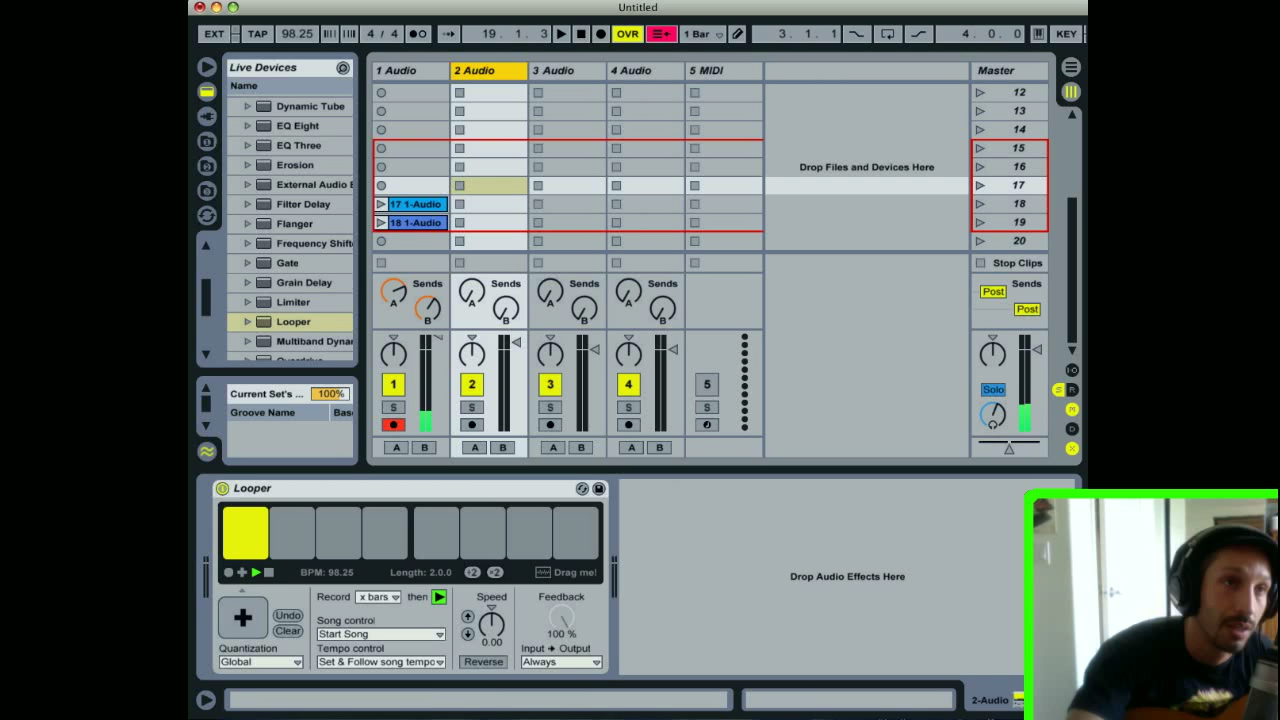 Untitled
EXT TAP 98.25 4 / 4 19. 1. 3 OVR 1 Bar 3. 1. 1 4. 0. 0 KEY
Live Devices
Name
Dynamic Tube
EQ Eight
EQ Three
Erosion
External Audio E
Filter Delay
Flanger
Frequency Shift
Gate
Grain Delay
Limiter
Looper
Multiband Dyna
Overdrive
Current Set's ... 100%
Groove Name Bas
1 Audio 2 Audio 3 Audio 4 Audio 5 MIDI Master
12
13
14
15
Drop Files and Devices Here 16
17
17 1-Audio 18
18 1-Audio 19
20
Stop Clips
Sends Sends Sends Sends Sends
A A A A Post
B B B B Post
1 2 3 4 5 Solo
S S S S S
A B A B A B A B
I·O
S R
M
D
X
Looper
BPM: 98.25 Length: 2.0.0 ÷2 ×2 Drag me!
Record x bars then Speed Feedback
+ Undo
Clear
Song control
Start Song 0.00 100 %
Quantization Tempo control Input → Output
Global Set & Follow song tempo Reverse Always
Drop Audio Effects Here
2-Audio